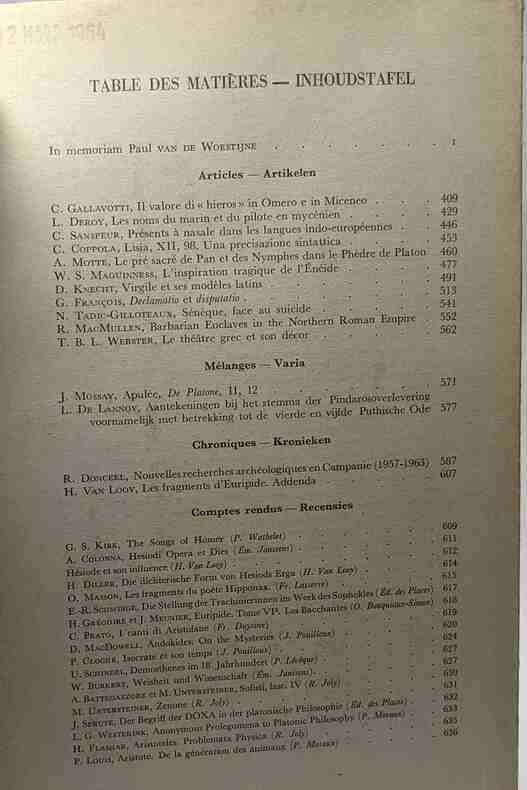 2 MARS 1964
TABLE DES MATIÈRES — INHOUDSTAFEL
In memoriam Paul VAN DE WOESTIJNE . . . . . . . I
Articles — Artikelen
C. GALLAVOTTI, Il valore di « hieros » in Omero e in Miceneo . . . 409
L. DEROY, Les noms du marin et du pilote en mycénien . . . . 429
C. SANSPEUR, Présents à nasale dans les langues indo-européennes . . 446
C. COPPOLA, Lisia, XII, 98. Una precisazione sintattica . . . . 453
A. MOTTE, Le pré sacré de Pan et des Nymphes dans le Phèdre de Platon 460
W. S. MAGUINNESS, L'inspiration tragique de l'Énéide . . . . 477
D. KNECHT, Virgile et ses modèles latins . . . . . . 491
G. FRANÇOIS, Declamatio et disputatio . . . . . . . 513
N. TADIC-GILLOTEAUX, Sénèque, face au suicide . . . . . 541
R. MACMULLEN, Barbarian Enclaves in the Northern Roman Empire . 552
T. B. L. WEBSTER, Le théâtre grec et son décor . . . . . 562
Mélanges — Varia
J. MOSSAY, Apulée, De Platone, II, 12 . . . . . . . 571
L. DE LANNOY, Aantekeningen bij het stemma der Pindarosoverlevering
voornamelijk met betrekking tot de vierde en vijfde Puthische Ode 577
Chroniques — Kronieken
R. DONCEEL, Nouvelles recherches archéologiques en Campanie (1957-1963) 587
H. VAN LOOY, Les fragments d'Euripide. Addenda . . . . . 607
Comptes rendus — Recensies
G. S. KIRK, The Songs of Homer (P. Wathelet) . . . . . 609
A. COLONNA, Hesiodi Opera et Dies (Em. Janssens) . . . . . 611
Hésiode et son influence (H. Van Looy) . . . . . . 612
H. DILLER, Die dichterische Form von Hesiods Erga (H. Van Looy) . . 614
O. MASSON, Les fragments du poète Hipponax. (Fr. Lasserre) . . . 615
E.-R. SCHWINGE, Die Stellung der Trachinierinnen im Werk des Sophokles (Éd. des Places) 617
H. GRÉGOIRE et J. MEUNIER, Euripide. Tome VI². Les Bacchantes (O. Bouquiaux-Simon) 618
C. PRATO, I canti di Aristofane (Fr. Duysinx) . . . . . 619
D. MACDOWELL, Andokides. On the Mysteries (J. Pouilloux) . . . 620
P. CLOCHÉ, Isocrate et son temps (J. Pouilloux) . . . . . 624
U. SCHINDEL, Demosthenes im 18. Jahrhundert (P. Lévêque) . . . 627
W. BURKERT, Weisheit und Wissenschaft (Ém. Janssens) . . . . 627
A. BATTEGAZZORE et M. UNTERSTEINER, Sofisti, fasc. IV (R. Joly) . . 630
M. UNTERSTEINER, Zenone (R. Joly) . . . . . . . 631
J. SPRUTE, Der Begriff der DOXA in der platonischen Philosophie (Éd. des Places) . 632
L. G. WESTERINK, Anonymous Prolegomena to Platonic Philosophy (P. Moraux) . 633
H. FLASHAR, Aristoteles. Problemata Physica (R. Joly) . . . . 635
P. LOUIS, Aristote. De la génération des animaux (P. Moraux) . . . 636